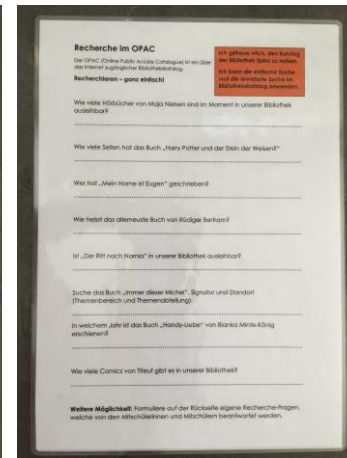 Recherche im OPAC
Der OPAC (Online Public Access Catalogue) ist ein über
das Internet zugänglicher Bibliothekskatalog.
Recherchieren – ganz einfach!
Ich getraue mich, den Katalog
der Bibliothek Spiez zu nutzen.
Ich kann die einfache Suche
und die erweiterte Suche im
Bibliothekskatalog anwenden.
Wie viele Hörbücher von Maja Nielsen sind im Moment in unserer Bibliothek
ausleihbar?
Wie viele Seiten hat das Buch „Harry Potter und der Stein der Weisen?"
Wer hat „Mein Name ist Eugen" geschrieben?
Wie heisst das allerneuste Buch von Rüdiger Bertram?
Ist „Der Ritt nach Narnia" in unserer Bibliothek ausleihbar?
Suche das Buch „Immer dieser Michel". Signatur und Standort
(Themenbereich und Themenabteilung):
In welchem Jahr ist das Buch „Handy-Liebe" von Bianka Minte-König
erschienen?
Wie viele Comics von Titeuf gibt es in unserer Bibliothek?
Weitere Möglichkeit: Formuliere auf der Rückseite eigene Recherche-Fragen,
welche von den Mitschülerinnen und Mitschülern beantwortet werden.